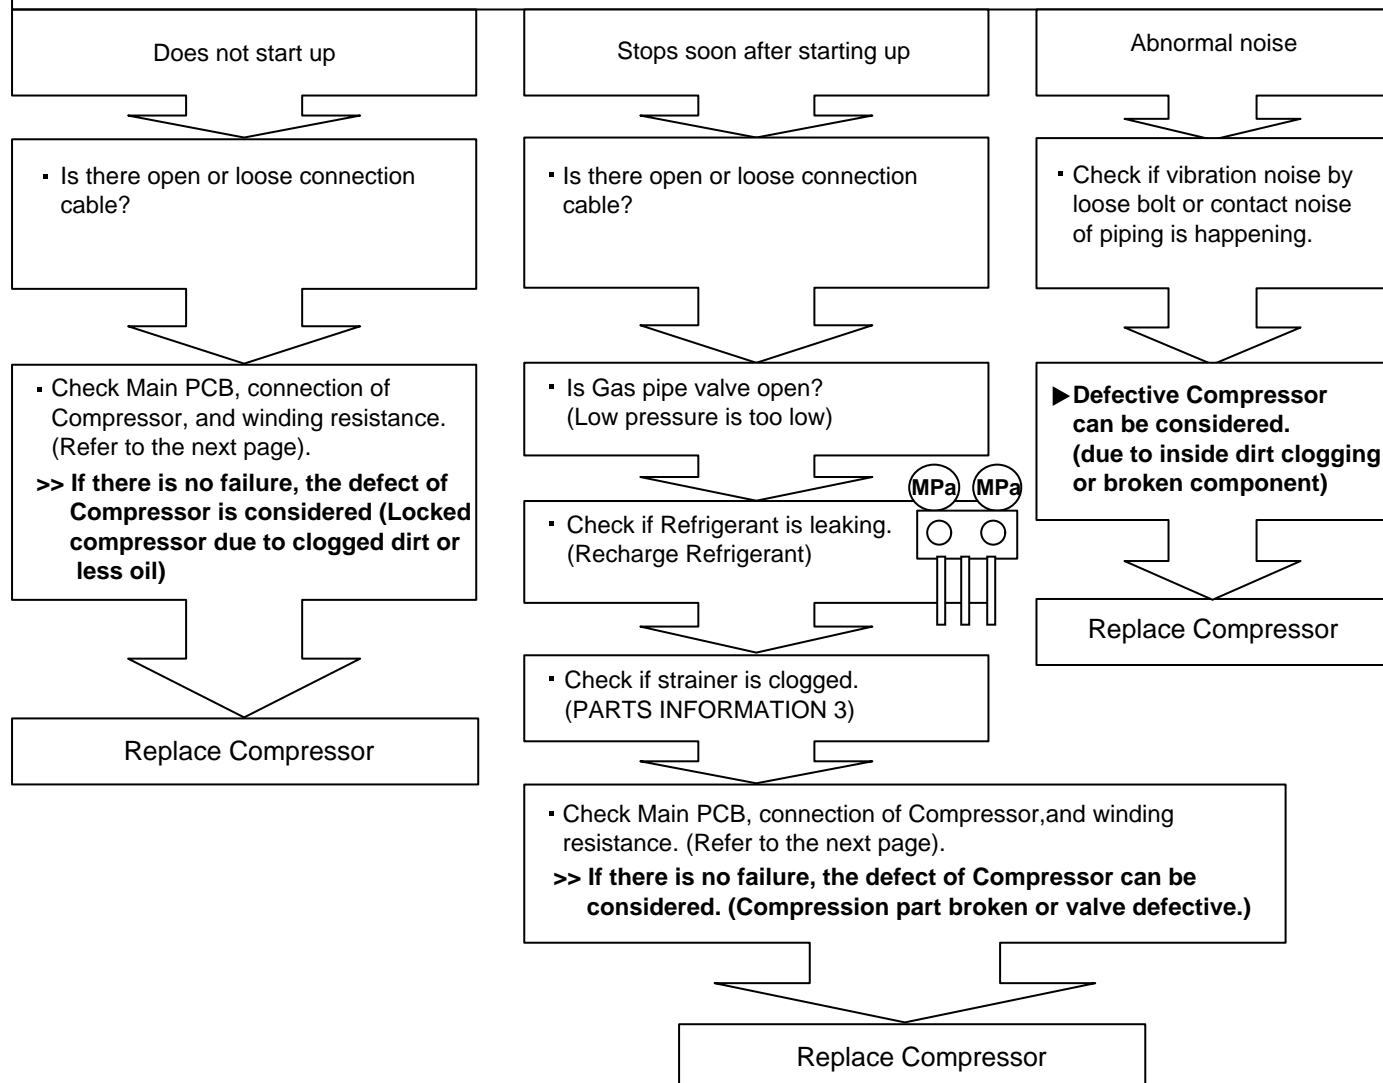 Does not start up
· Is there open or loose connection
cable?
· Check Main PCB, connection of
Compressor, and winding resistance.
(Refer to the next page).
>> If there is no failure, the defect of
Compressor is considered (Locked
compressor due to clogged dirt or
less oil)
Replace Compressor
Stops soon after starting up
· Is there open or loose connection
cable?
· Is Gas pipe valve open?
(Low pressure is too low)
· Check if Refrigerant is leaking.
(Recharge Refrigerant)
MPa MPa
· Check if strainer is clogged.
(PARTS INFORMATION 3)
· Check Main PCB, connection of Compressor,and winding
resistance. (Refer to the next page).
>> If there is no failure, the defect of Compressor can be
considered. (Compression part broken or valve defective.)
Replace Compressor
Abnormal noise
· Check if vibration noise by
loose bolt or contact noise
of piping is happening.
▶Defective Compressor
can be considered.
(due to inside dirt clogging
or broken component)
Replace Compressor